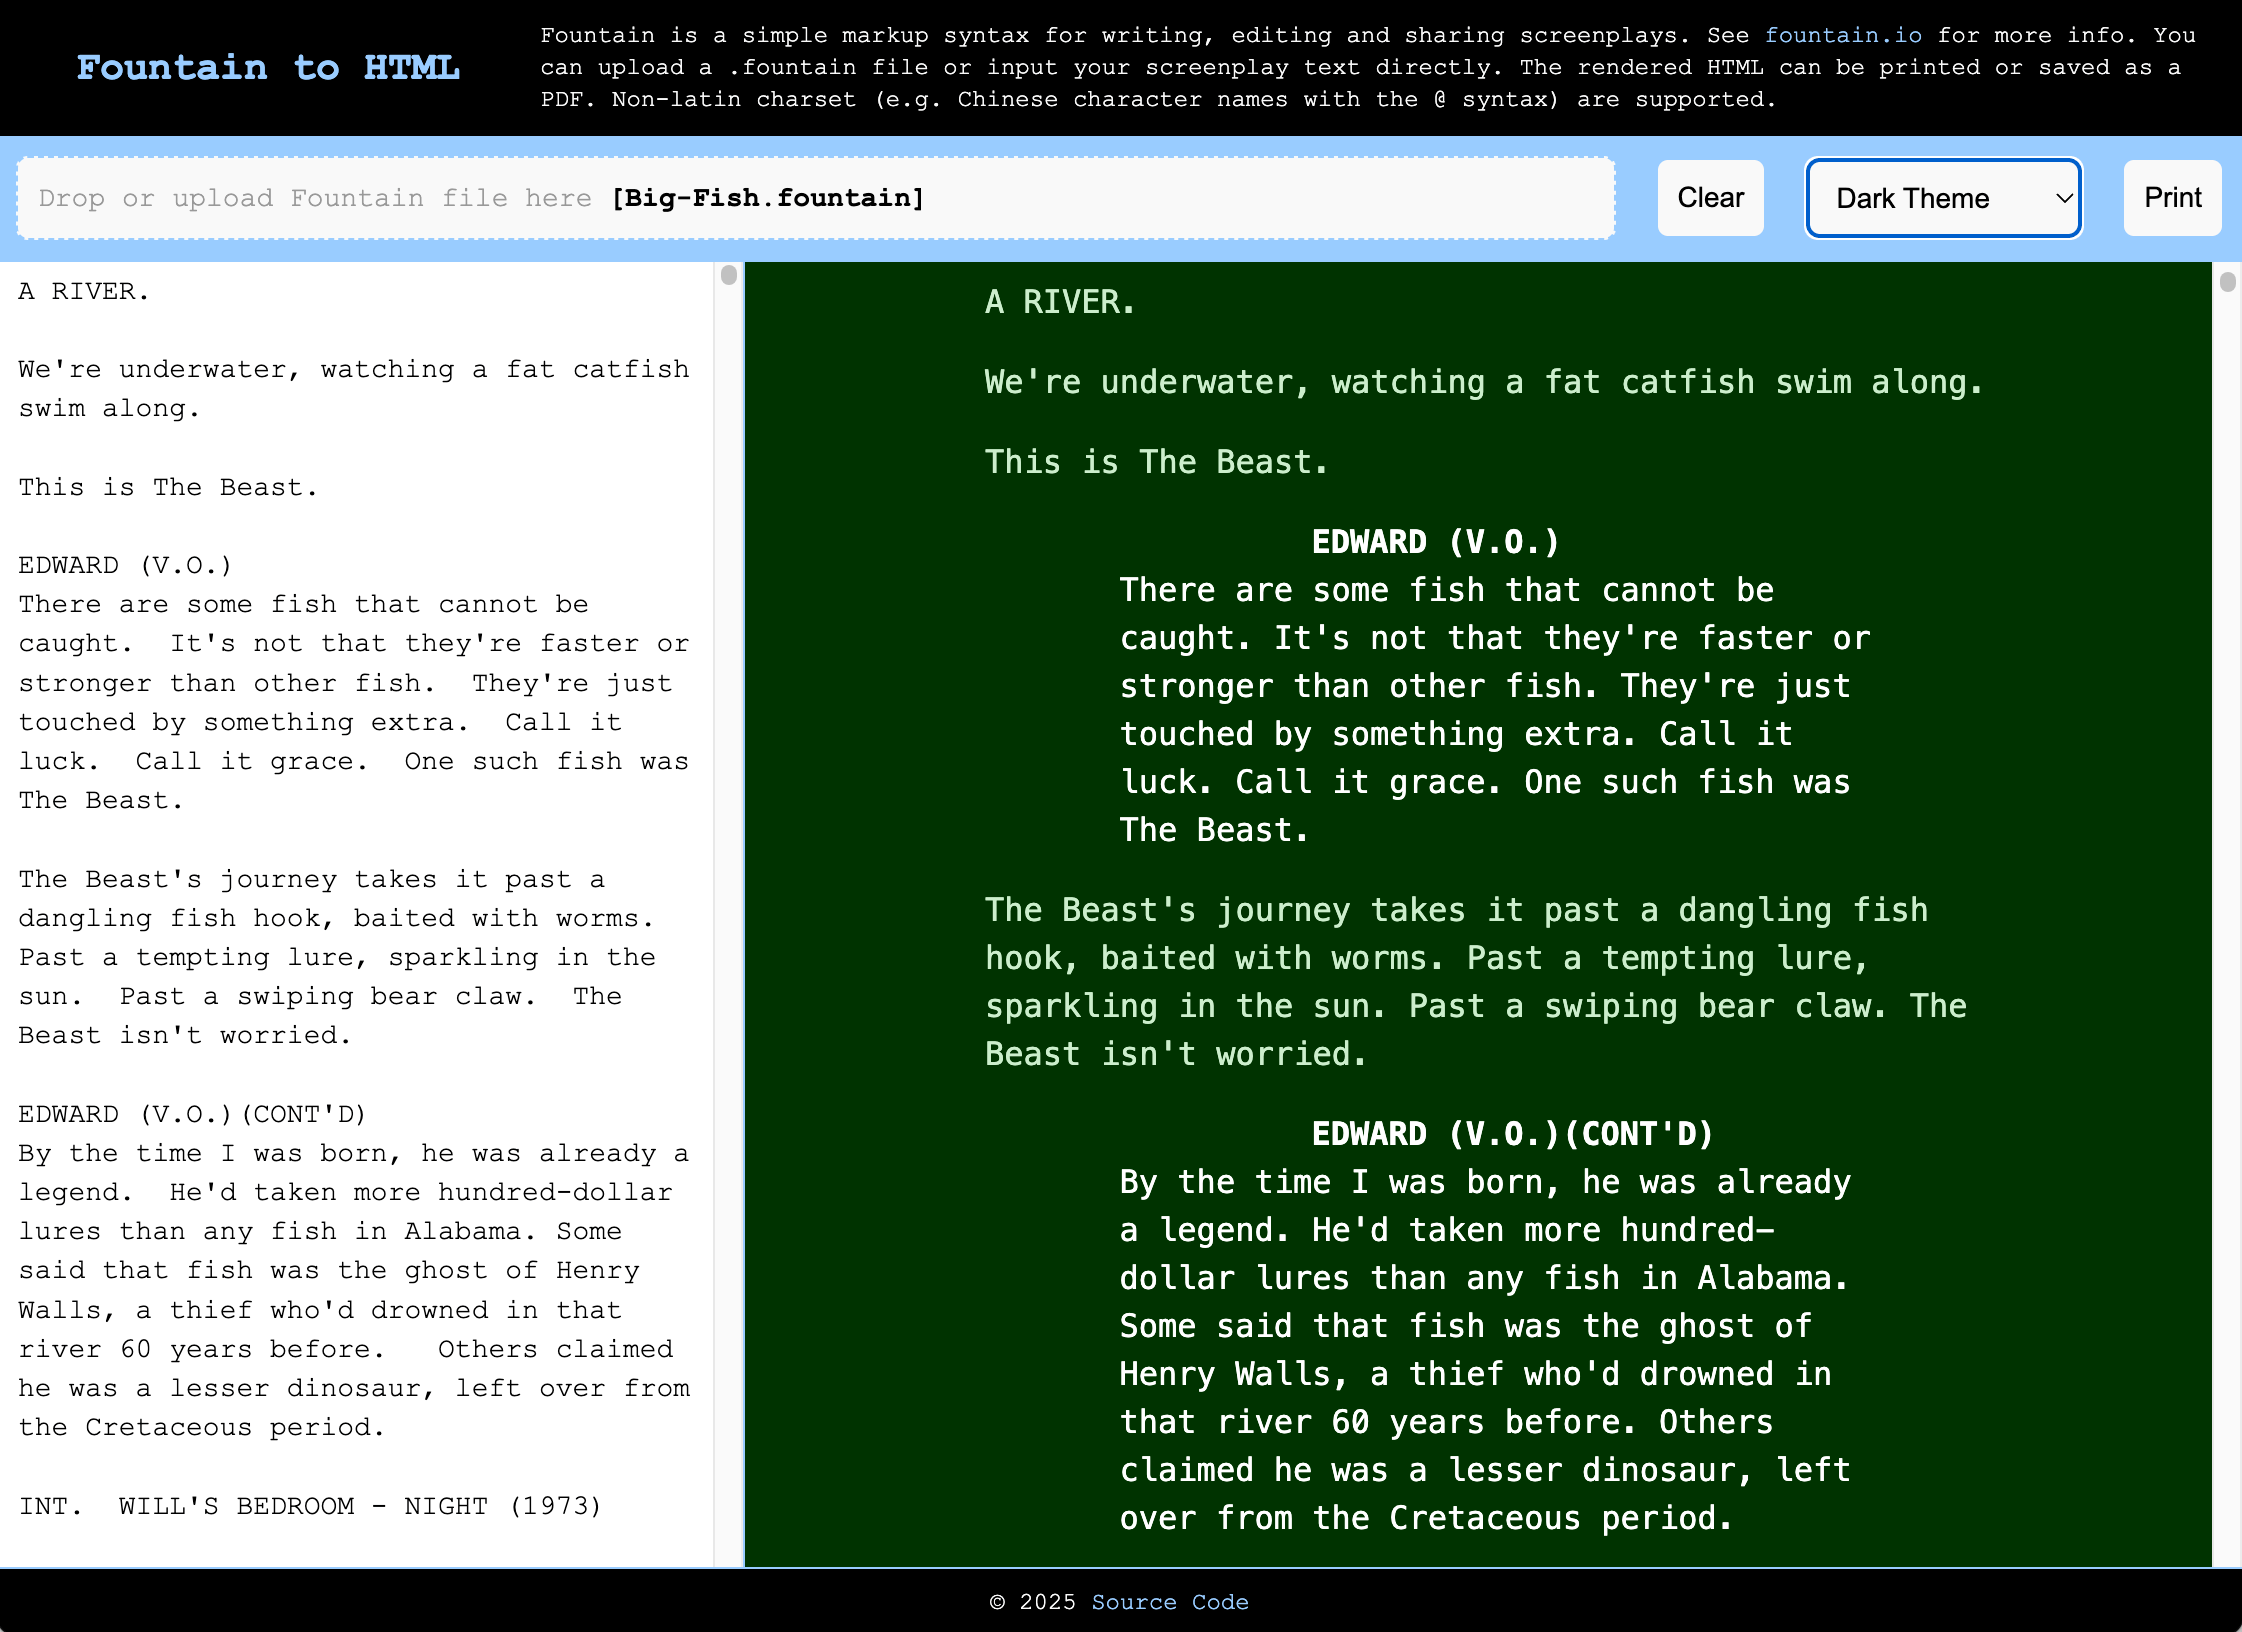 Fountain to HTML
Fountain is a simple markup syntax for writing, editing and sharing screenplays. See fountain.io for more info. You
can upload a .fountain file or input your screenplay text directly. The rendered HTML can be printed or saved as a
PDF. Non-latin charset (e.g. Chinese character names with the @ syntax) are supported.
Drop or upload Fountain file here [Big-Fish.fountain]
Clear
Dark Theme
Print
A RIVER.
We're underwater, watching a fat catfish
swim along.
This is The Beast.
EDWARD (V.O.)
There are some fish that cannot be
caught.  It's not that they're faster or
stronger than other fish.  They're just
touched by something extra.  Call it
luck.  Call it grace.  One such fish was
The Beast.
The Beast's journey takes it past a
dangling fish hook, baited with worms.
Past a tempting lure, sparkling in the
sun.  Past a swiping bear claw.  The
Beast isn't worried.
EDWARD (V.O.)(CONT'D)
By the time I was born, he was already a
legend.  He'd taken more hundred-dollar
lures than any fish in Alabama. Some
said that fish was the ghost of Henry
Walls, a thief who'd drowned in that
river 60 years before.   Others claimed
he was a lesser dinosaur, left over from
the Cretaceous period.
INT.  WILL'S BEDROOM - NIGHT (1973)
A RIVER.
We're underwater, watching a fat catfish swim along.
This is The Beast.
EDWARD (V.O.)
There are some fish that cannot be
caught. It's not that they're faster or
stronger than other fish. They're just
touched by something extra. Call it
luck. Call it grace. One such fish was
The Beast.
The Beast's journey takes it past a dangling fish
hook, baited with worms. Past a tempting lure,
sparkling in the sun. Past a swiping bear claw. The
Beast isn't worried.
EDWARD (V.O.)(CONT'D)
By the time I was born, he was already
a legend. He'd taken more hundred-
dollar lures than any fish in Alabama.
Some said that fish was the ghost of
Henry Walls, a thief who'd drowned in
that river 60 years before. Others
claimed he was a lesser dinosaur, left
over from the Cretaceous period.
© 2025 Source Code